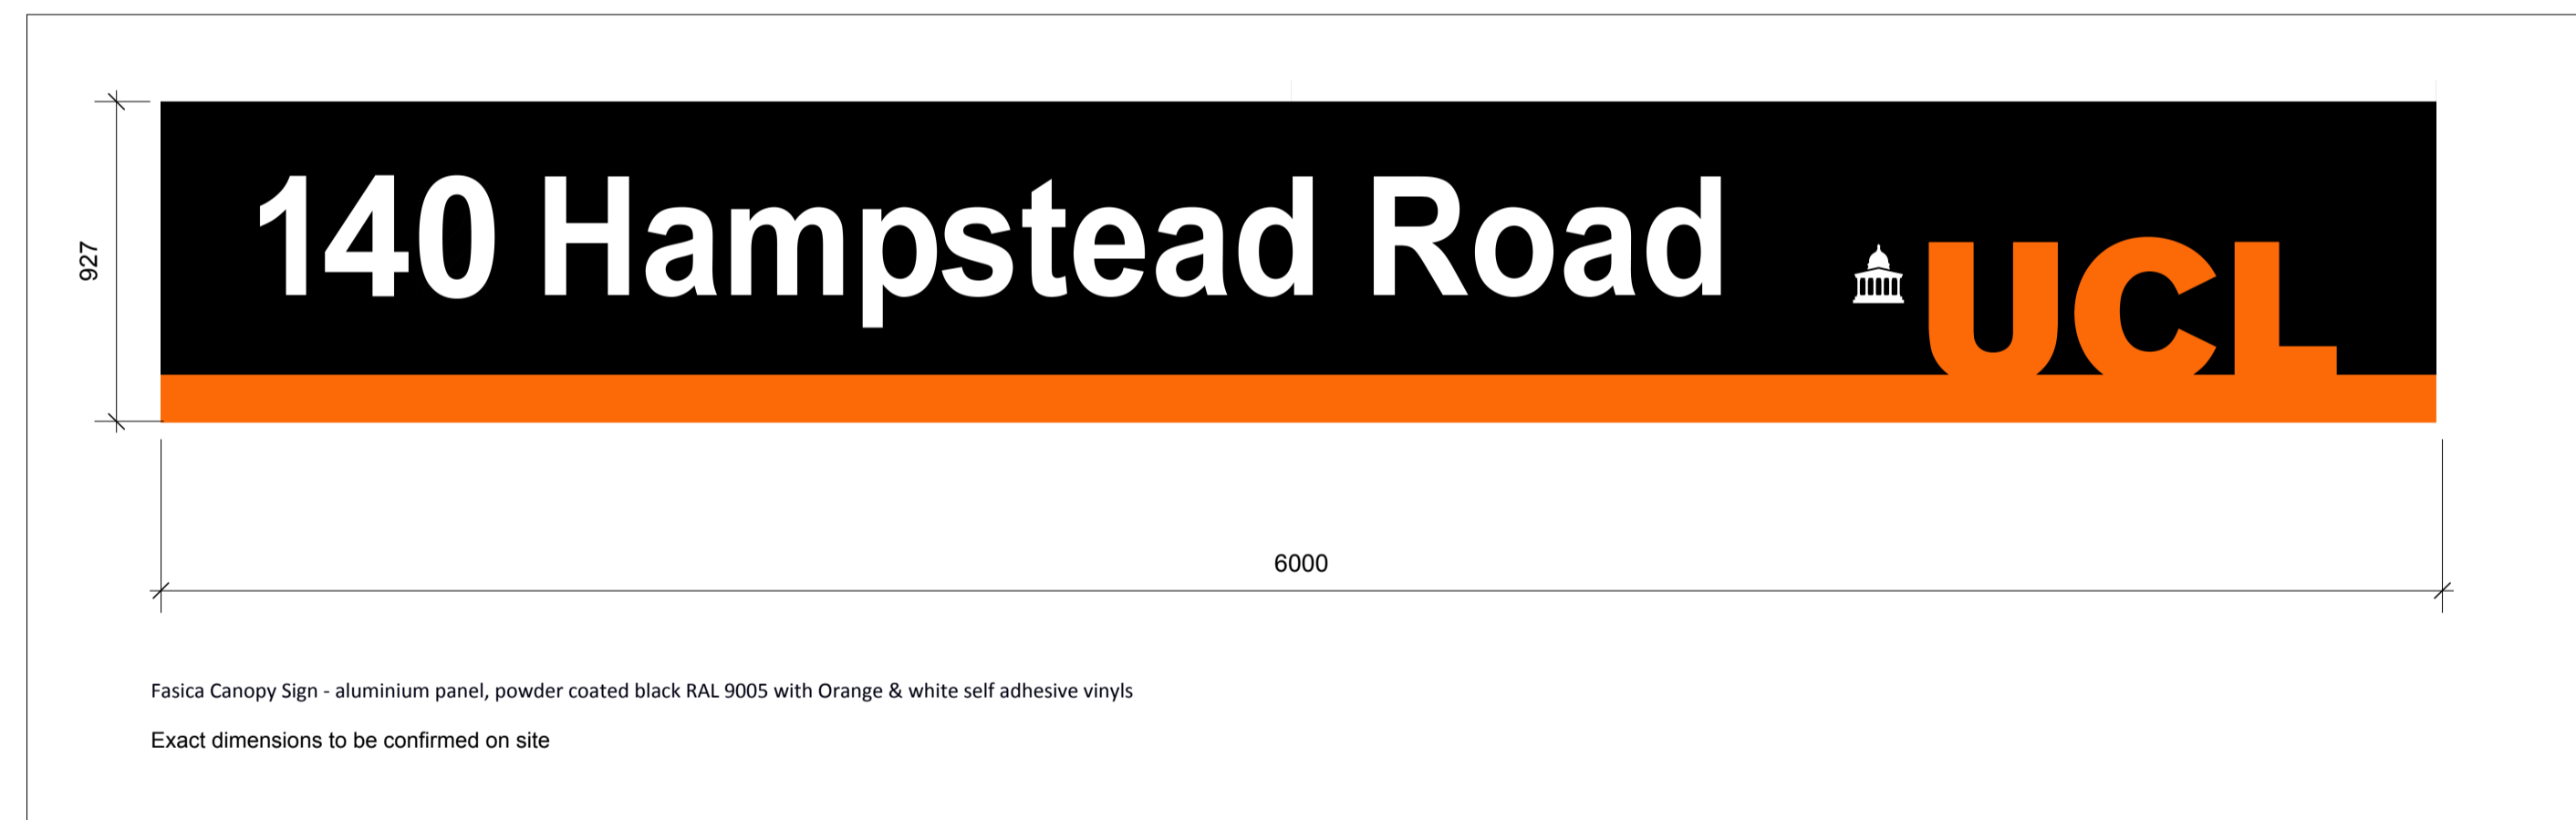 140 Hampstead Road
UCL
927
6000
Fasica Canopy Sign - aluminium panel, powder coated black RAL 9005 with Orange & white self adhesive vinyls
Exact dimensions to be confirmed on site